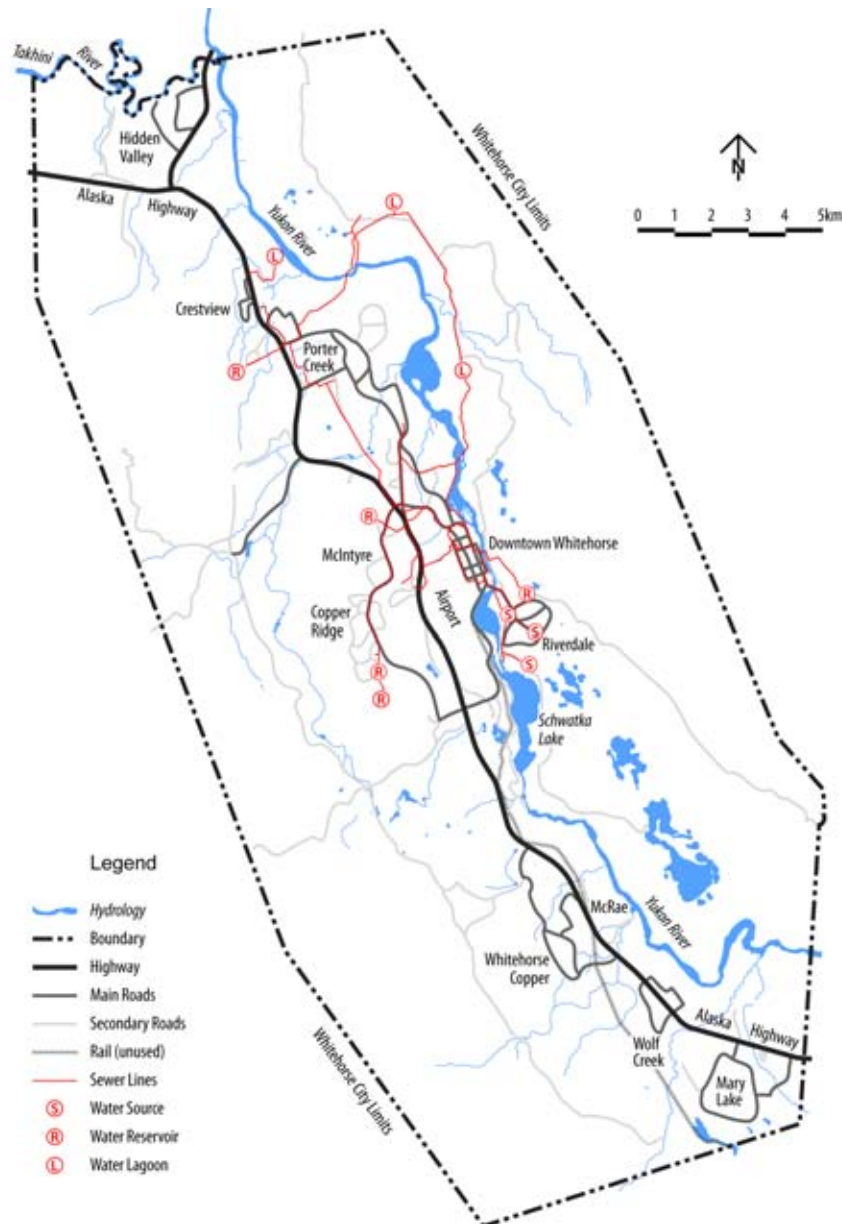 Takhini
River
Hidden
Valley
Alaska
Highway
Whitehorse City Limits
N
0 1 2 3 4 5km
L
Yukon River
L
Crestview
R
Porter
Creek
L
R
McIntyre
Downtown Whitehorse
Copper
Ridge
Airport
R
S
S
Riverdale
S
R
R
Schwatka
Lake
McRae
Yukon River
Whitehorse
Copper
Alaska
Highway
Wolf
Creek
Mary
Lake
Whitehorse City Limits
Legend
Hydrology
Boundary
Highway
Main Roads
Secondary Roads
Rail (unused)
Sewer Lines
S Water Source
R Water Reservoir
L Water Lagoon